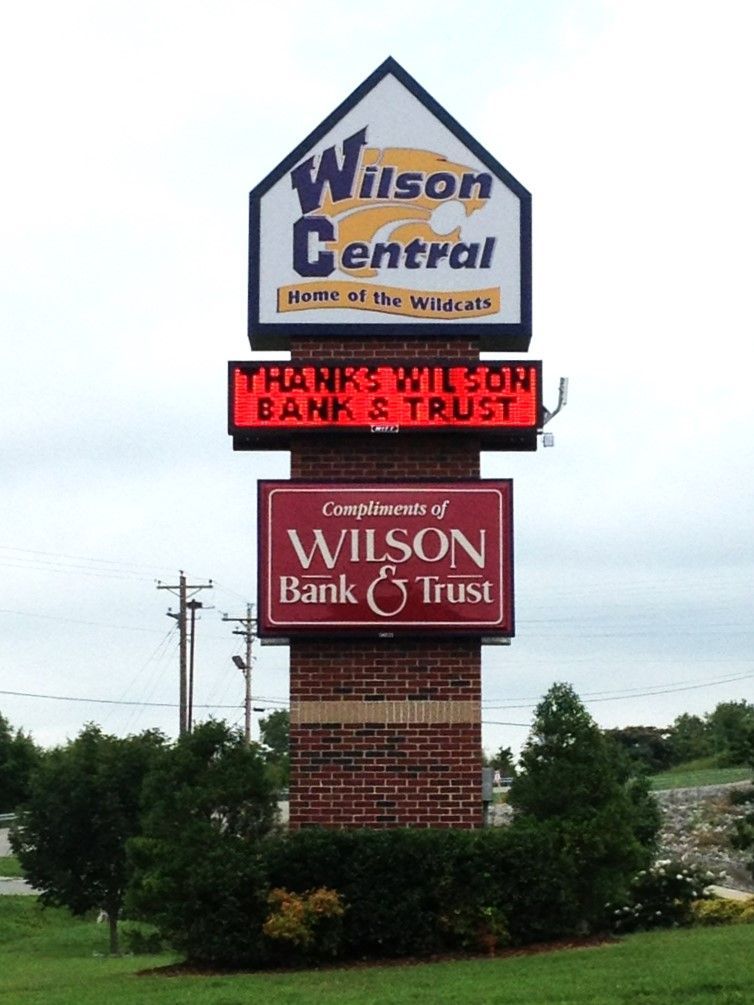 Wilson
Central
Home of the Wildcats
THANKS WILSON
BANK & TRUST
Compliments of
WILSON
Bank & Trust